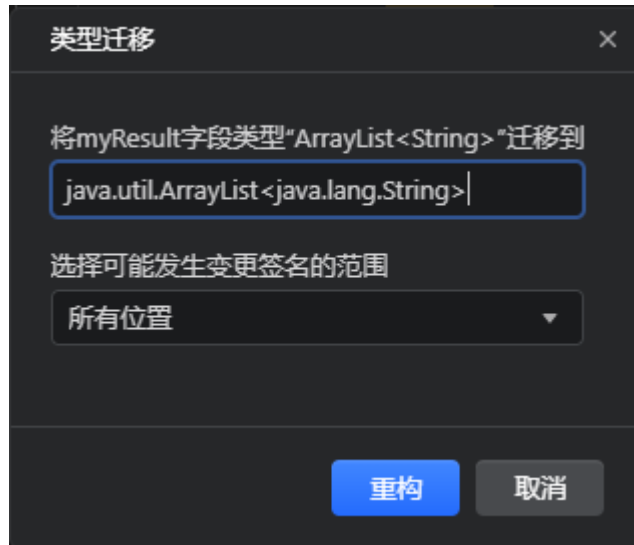 类型迁移
将myResult字段类型“ArrayList<String>”迁移到
java.util.ArrayList<java.lang.String>
选择可能发生变更签名的范围
所有位置
重构
取消